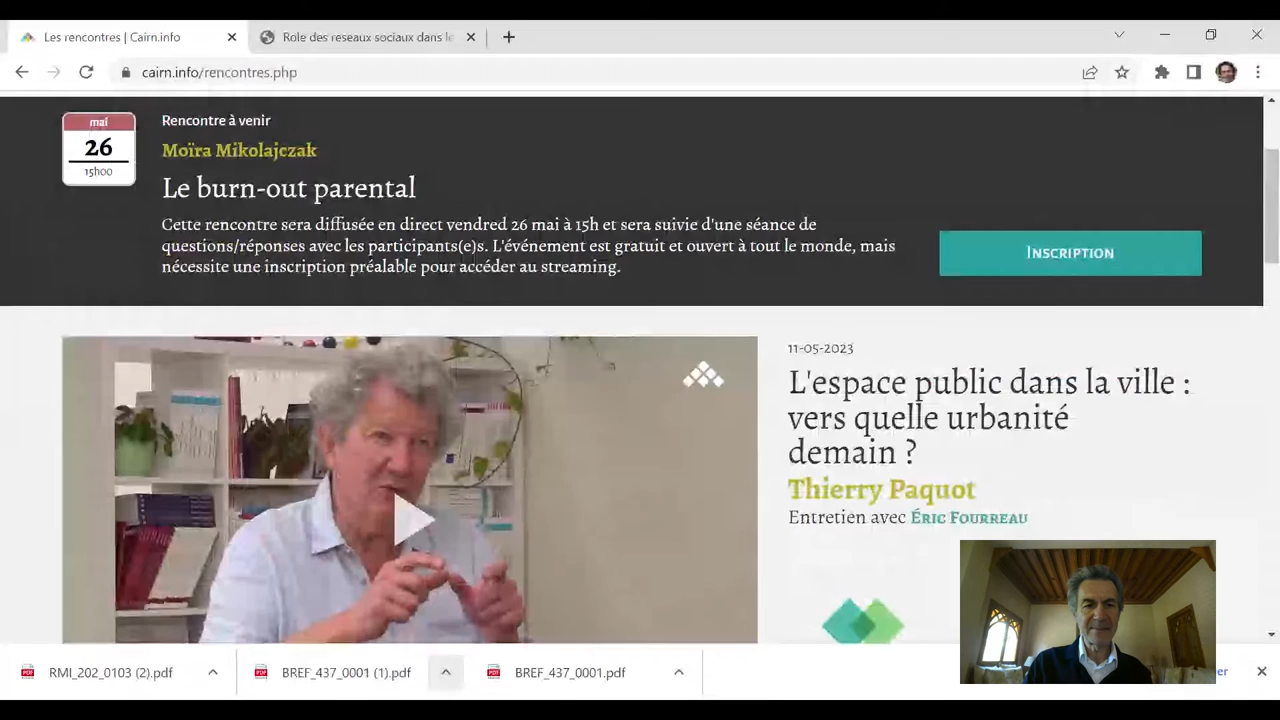 Les rencontres | Cairn.info
Role des reseaux sociaux dans le
cairn.info/rencontres.php
mai
26
15h00
Rencontre à venir
Moïra Mikolajczak
Le burn-out parental
Cette rencontre sera diffusée en direct vendred 26 mai à 15h et sera suivie d'une séance de
questions/réponses avec les participants(e)s. L'événement est gratuit et ouvert à tout le monde, mais
nécessite une inscription préalable pour accéder au streaming.
Inscription
11-05-2023
L'espace public dans la ville :
vers quelle urbanité
demain ?
Thierry Paquot
Entretien avec Éric Fourreau
RMI_202_0103 (2).pdf
BREF_437_0001 (1).pdf
BREF_437_0001.pdf